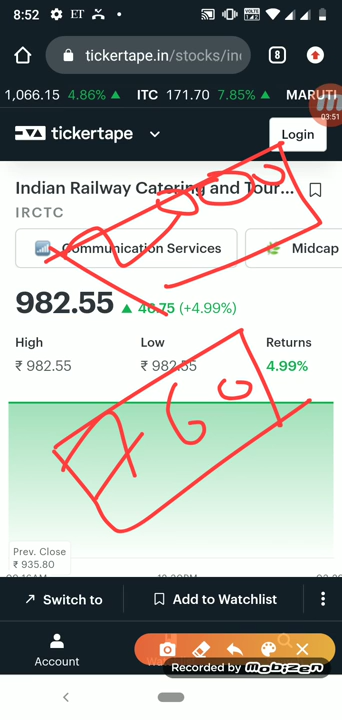 8:52 ET VOLTE 1↑2
tickertape.in/stocks/in 8
1,066.15 4.86% ▲ ITC 171.70 7.85% ▲ MARUTI
03:51
tickertape Login
Indian Railway Catering and Tour...
IRCTC
Communication Services Midcap
982.55 ▲ 46.75 (+4.99%)
High Low Returns
₹ 982.55 ₹ 982.55 4.99%
Prev. Close
₹ 935.80
Switch to Add to Watchlist
Account
Recorded by mobizen